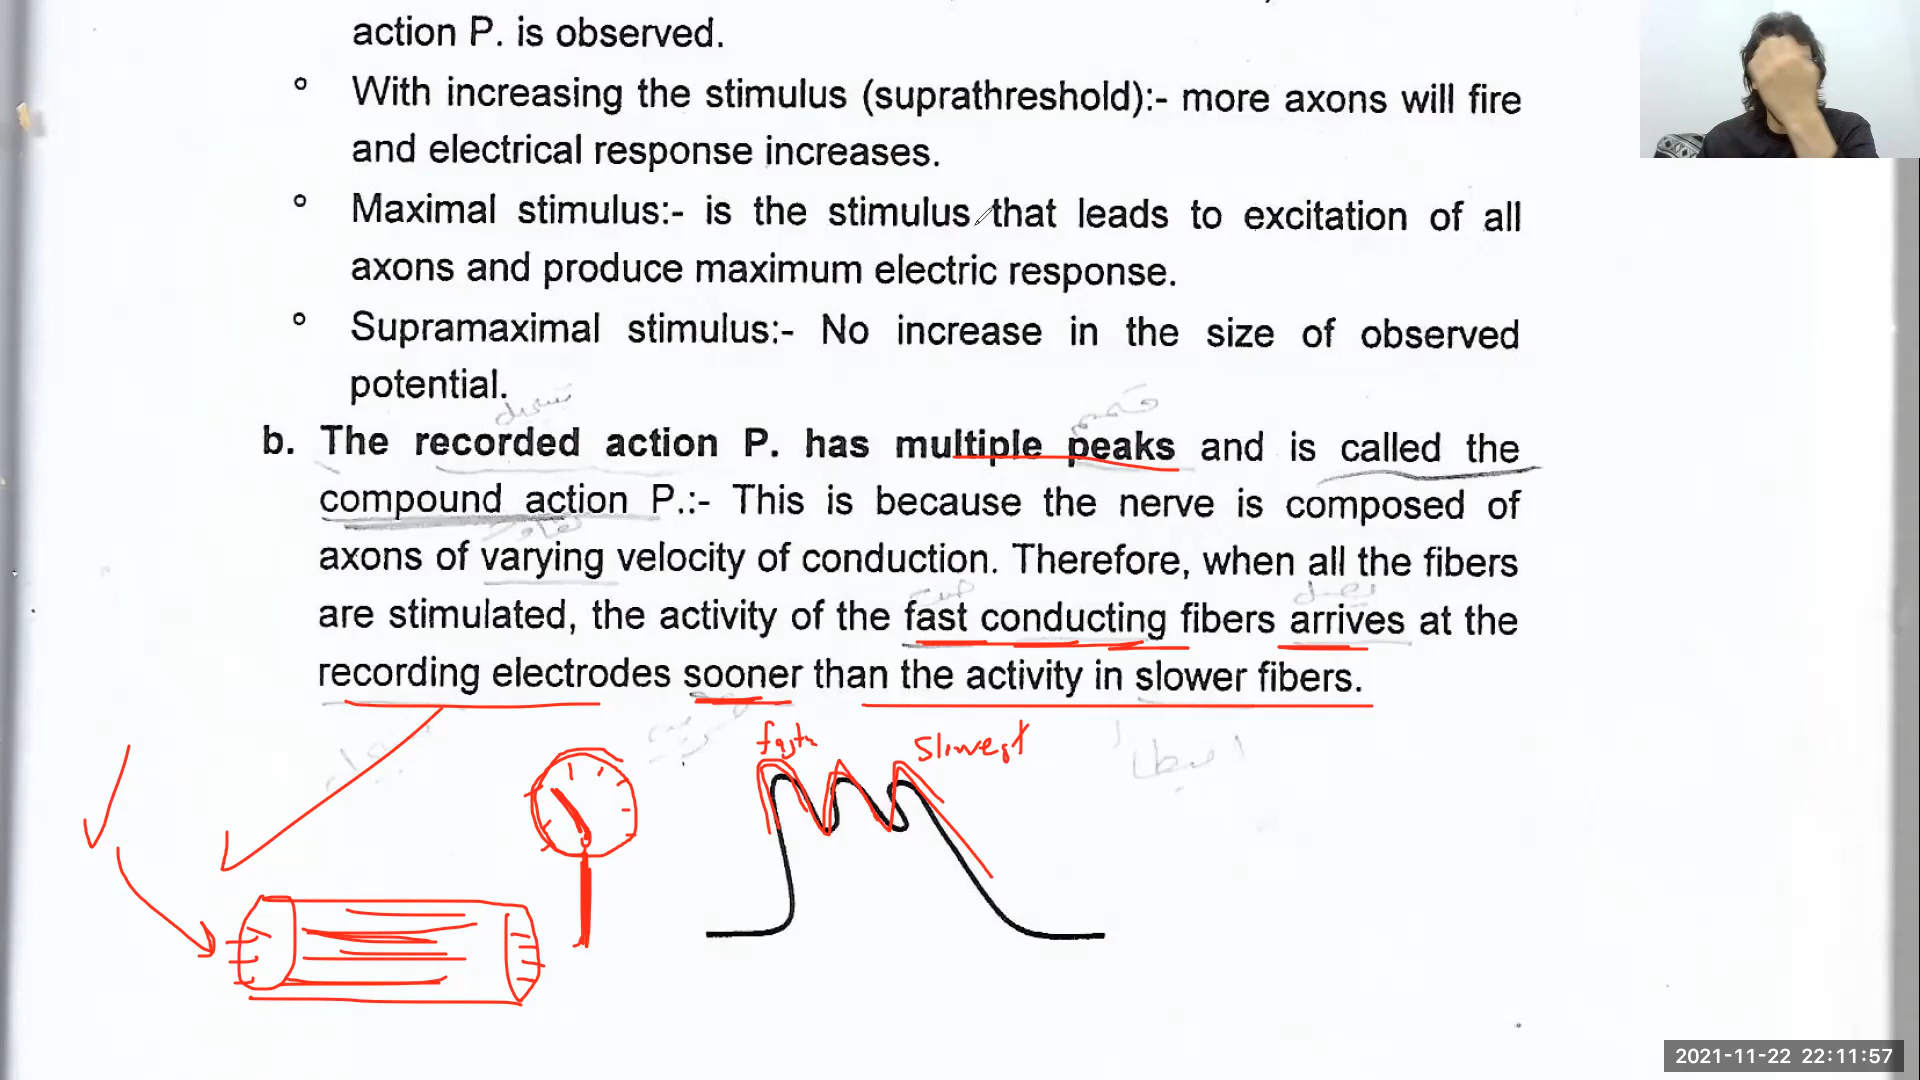 action P. is observed.
° With increasing the stimulus (suprathreshold):- more axons will fire
and electrical response increases.
° Maximal stimulus:- is the stimulus that leads to excitation of all
axons and produce maximum electric response.
° Supramaximal stimulus:- No increase in the size of observed
potential.
تسجيل
قمم
b. The recorded action P. has multiple peaks and is called the
compound action P.:- This is because the nerve is composed of
axons of varying velocity of conduction. Therefore, when all the fibers
are stimulated, the activity of the fast conducting fibers arrives at the
recording electrodes sooner than the activity in slower fibers.
Slowest
2021-11-22 22:11:57